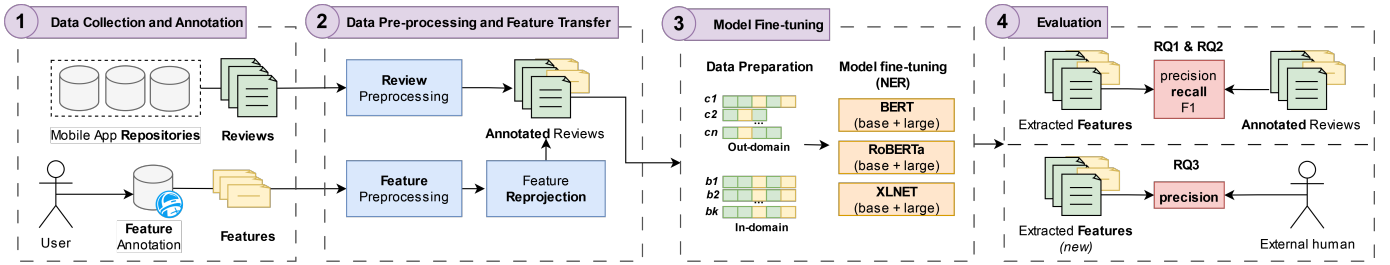 1 Data Collection and Annotation
Mobile App Repositories
Reviews
User
Feature
Annotation
Features
2 Data Pre-processing and Feature Transfer
Review
Preprocessing
Annotated Reviews
Feature
Preprocessing
Feature
Reprojection
3 Model Fine-tuning
Data Preparation
c1
c2
...
cn
Out-domain
b1
b2
...
bk
In-domain
Model fine-tuning
(NER)
BERT
(base + large)
RoBERTa
(base + large)
XLNET
(base + large)
4 Evaluation
RQ1 & RQ2
Extracted Features
precision
recall
F1
Annotated Reviews
RQ3
Extracted Features
(new)
precision
External human